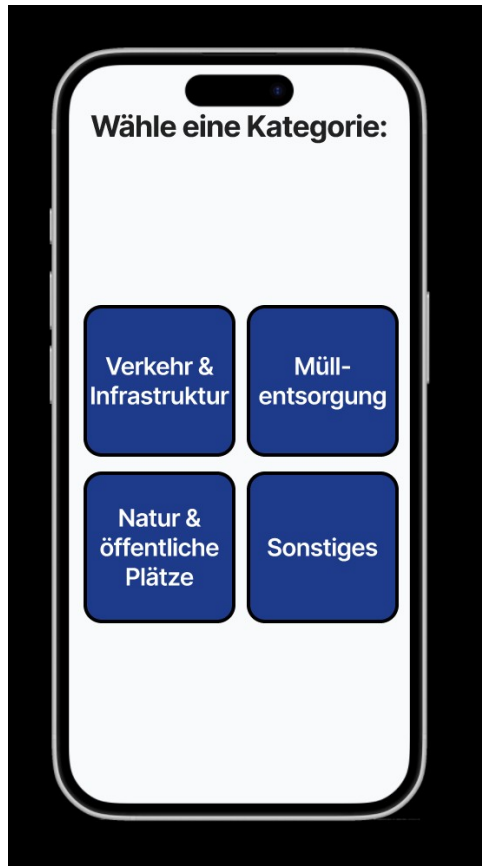 Wähle eine Kategorie:
Verkehr &
Infrastruktur
Müll-
entsorgung
Natur &
öffentliche
Plätze
Sonstiges